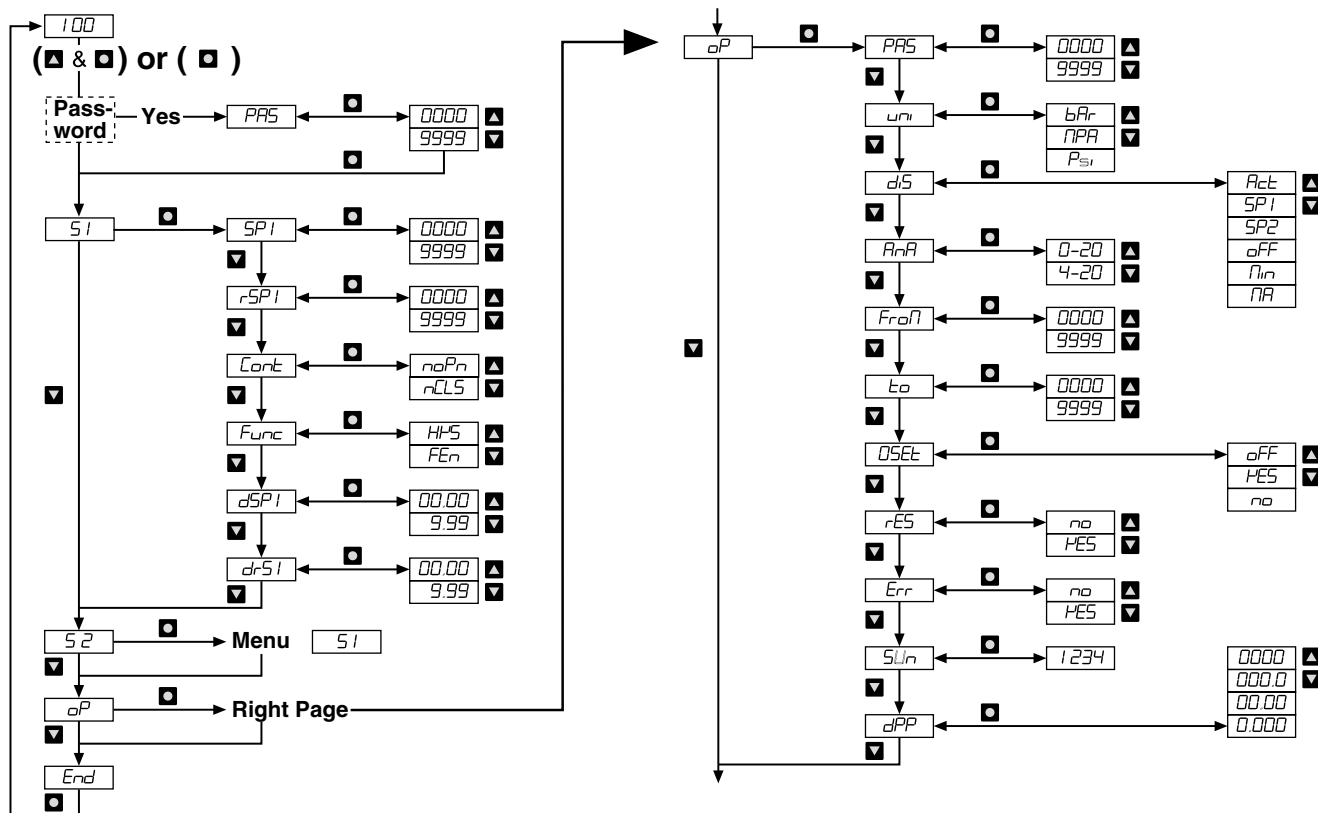 100
( & ) or ( )
Pass-
word
Yes
PAS
0000
9999
S1
SP1
0000
9999
rSP1
0000
9999
Cont
noPn
nCLS
Func
HYS
FEn
dSP1
00.00
9.99
drS1
00.00
9.99
S2
Menu
S1
oP
Right Page
End
oP
PAS
0000
9999
uni
bAr
MPA
Psi
diS
Act
SP1
SP2
oFF
Min
MA
AnA
0-20
4-20
FroM
0000
9999
to
0000
9999
OSEt
oFF
YES
no
rES
no
YES
Err
no
YES
SUn
1234
dPP
0000
000.0
00.00
0.000